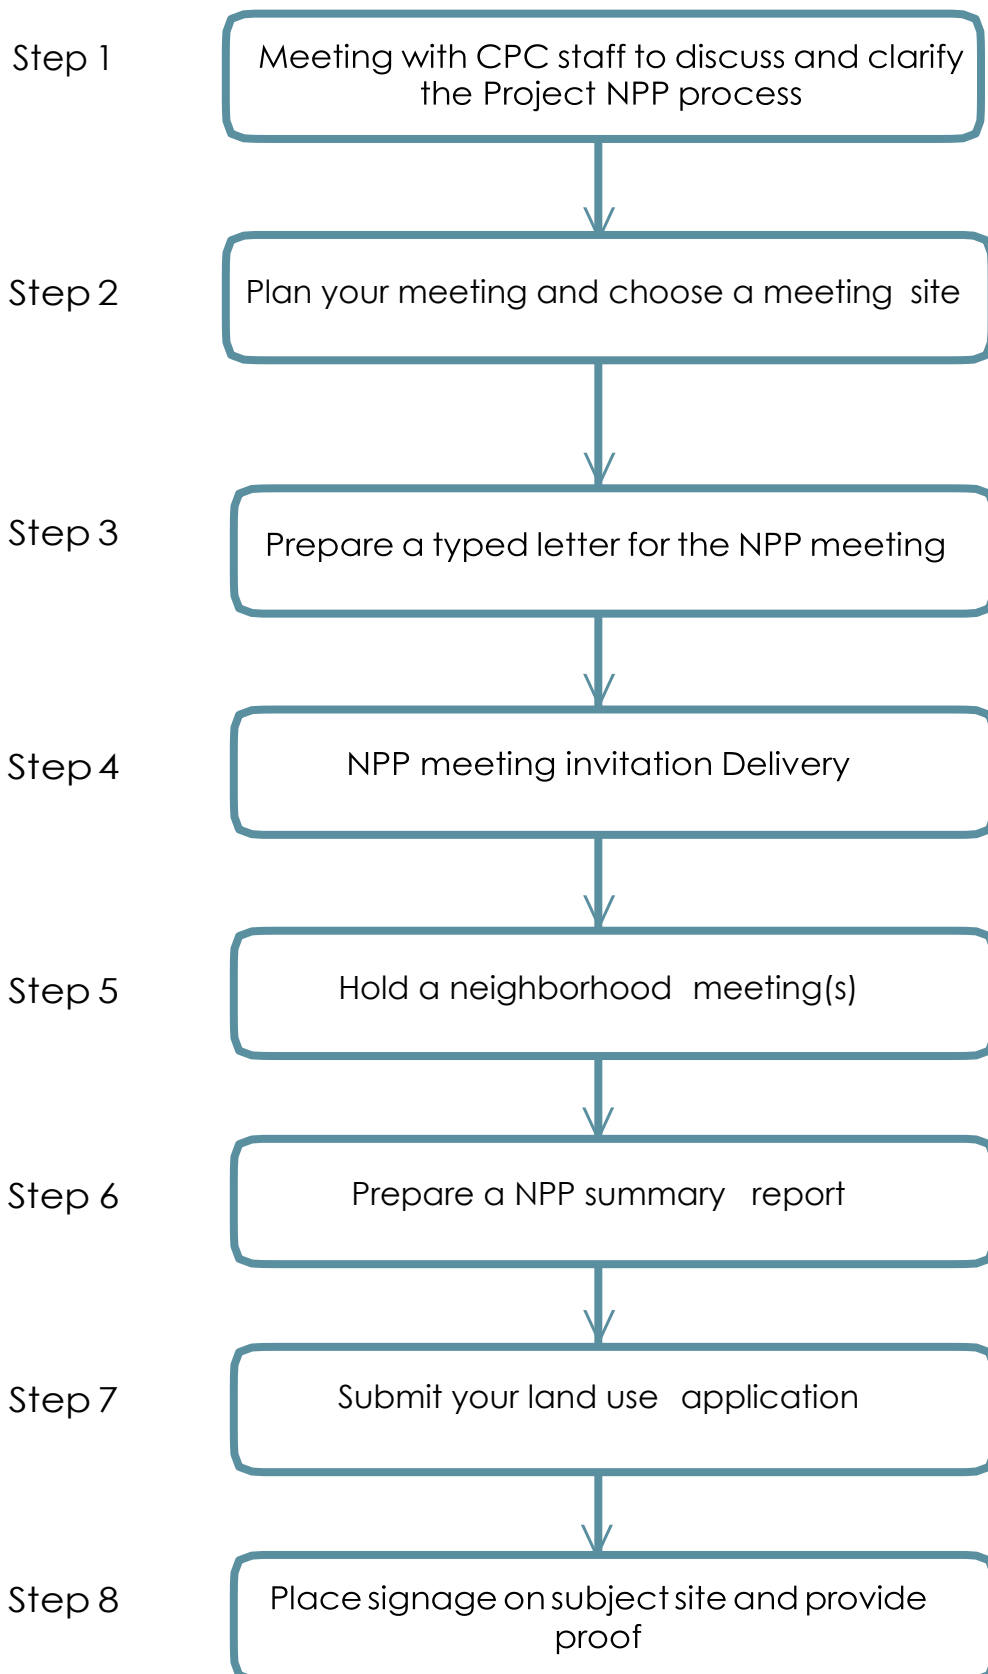 Step 1
Meeting with CPC staff to discuss and clarify
the Project NPP process
Step 2
Plan your meeting and choose a meeting site
Step 3
Prepare a typed letter for the NPP meeting
Step 4
NPP meeting invitation Delivery
Step 5
Hold a neighborhood meeting(s)
Step 6
Prepare a NPP summary report
Step 7
Submit your land use application
Step 8
Place signage on subject site and provide
proof